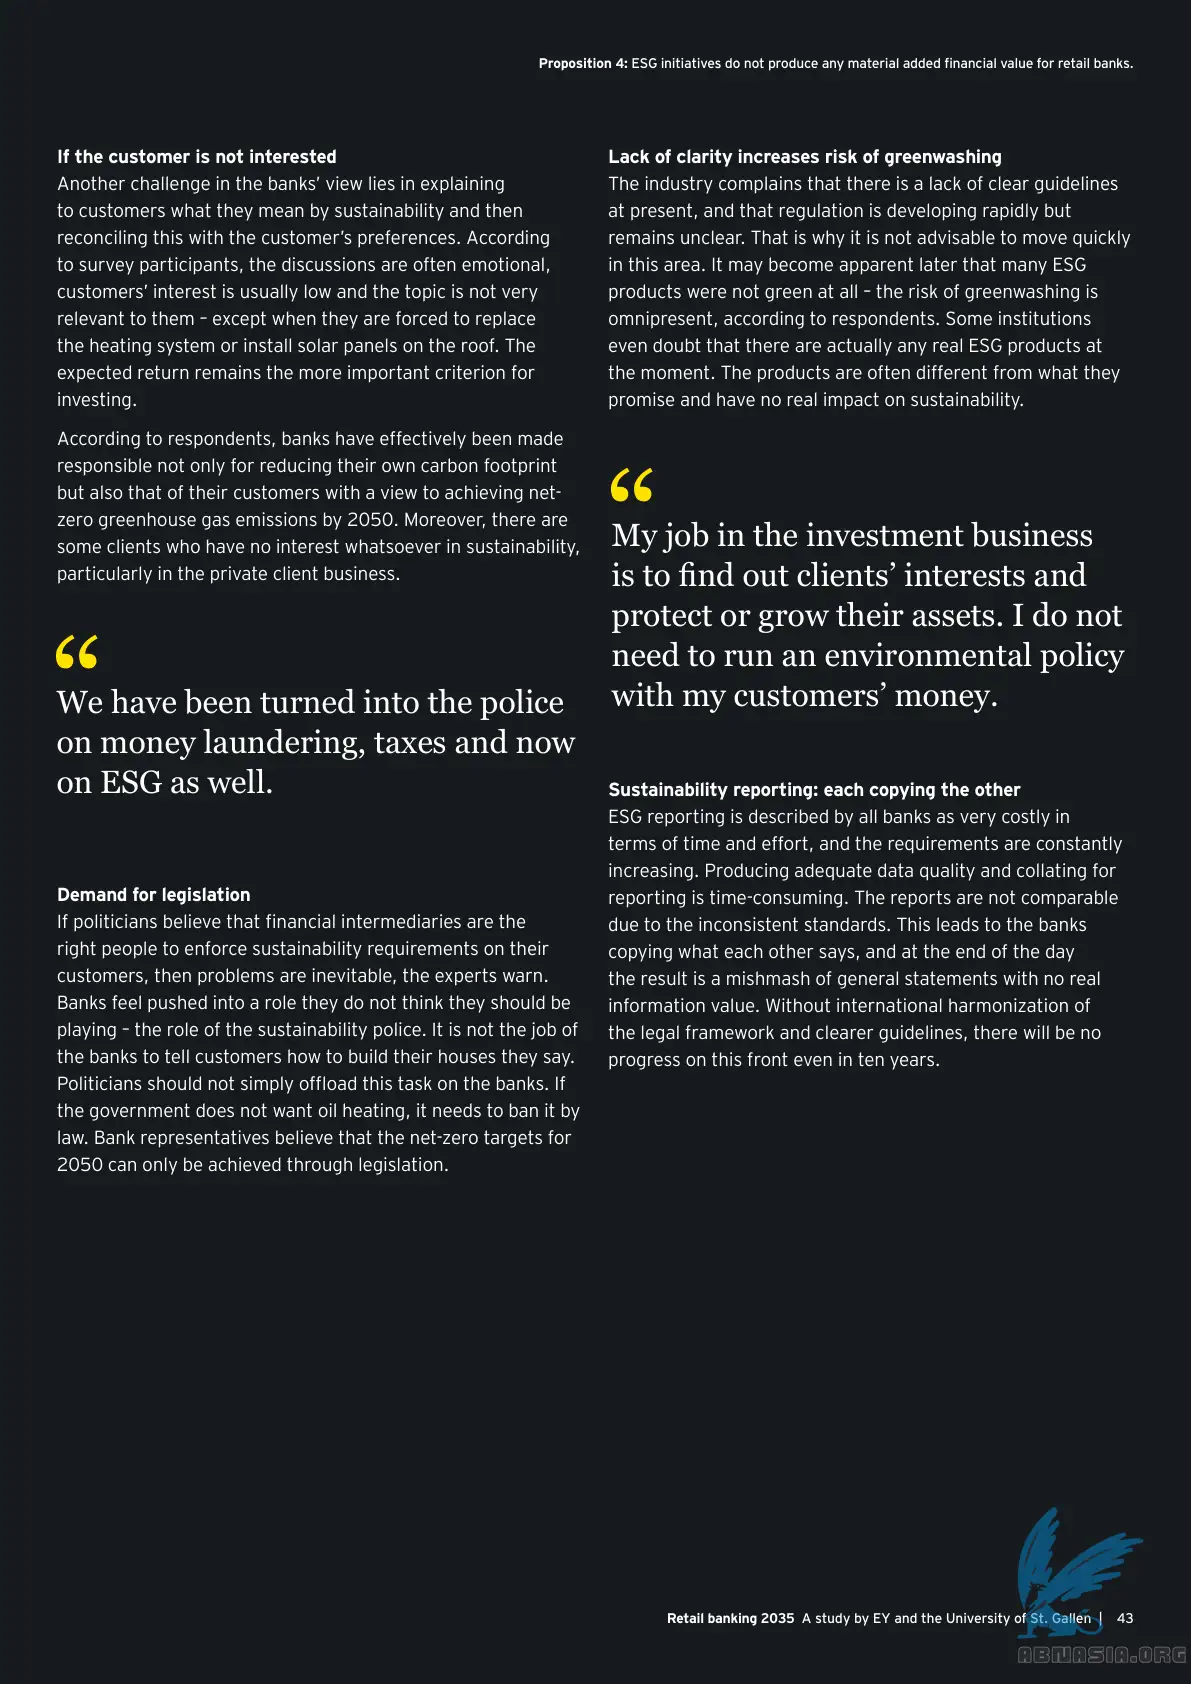 Proposition 4: ESG initiatives do not produce any material added financial value for retail banks.
If the customer is not interested
Another challenge in the banks’ view lies in explaining
to customers what they mean by sustainability and then
reconciling this with the customer’s preferences. According
to survey participants, the discussions are often emotional,
customers’ interest is usually low and the topic is not very
relevant to them – except when they are forced to replace
the heating system or install solar panels on the roof. The
expected return remains the more important criterion for
investing.
According to respondents, banks have effectively been made
responsible not only for reducing their own carbon footprint
but also that of their customers with a view to achieving net-
zero greenhouse gas emissions by 2050. Moreover, there are
some clients who have no interest whatsoever in sustainability,
particularly in the private client business.
“
We have been turned into the police
on money laundering, taxes and now
on ESG as well.
Demand for legislation
If politicians believe that financial intermediaries are the
right people to enforce sustainability requirements on their
customers, then problems are inevitable, the experts warn.
Banks feel pushed into a role they do not think they should be
playing – the role of the sustainability police. It is not the job of
the banks to tell customers how to build their houses they say.
Politicians should not simply offload this task on the banks. If
the government does not want oil heating, it needs to ban it by
law. Bank representatives believe that the net-zero targets for
2050 can only be achieved through legislation.
Lack of clarity increases risk of greenwashing
The industry complains that there is a lack of clear guidelines
at present, and that regulation is developing rapidly but
remains unclear. That is why it is not advisable to move quickly
in this area. It may become apparent later that many ESG
products were not green at all – the risk of greenwashing is
omnipresent, according to respondents. Some institutions
even doubt that there are actually any real ESG products at
the moment. The products are often different from what they
promise and have no real impact on sustainability.
“
My job in the investment business
is to find out clients’ interests and
protect or grow their assets. I do not
need to run an environmental policy
with my customers’ money.
Sustainability reporting: each copying the other
ESG reporting is described by all banks as very costly in
terms of time and effort, and the requirements are constantly
increasing. Producing adequate data quality and collating for
reporting is time-consuming. The reports are not comparable
due to the inconsistent standards. This leads to the banks
copying what each other says, and at the end of the day
the result is a mishmash of general statements with no real
information value. Without international harmonization of
the legal framework and clearer guidelines, there will be no
progress on this front even in ten years.
Retail banking 2035 A study by EY and the University of St. Gallen | 43
ABNASIA.ORG